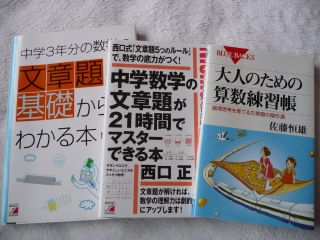 中学3年分の数学
文章題
基礎から
わかる本
西口式「文章題5つのルール」
で、数学の底力がつく!
中学数学の
文章題が
21時間で
マスター
できる本
西口 正
文章題が解ければ、
数学の理解力は劇的
にアップします!
BLUE BACKS
大人のための
算数練習帳
論理思考を育てる文章題の傑作選
佐藤恒雄